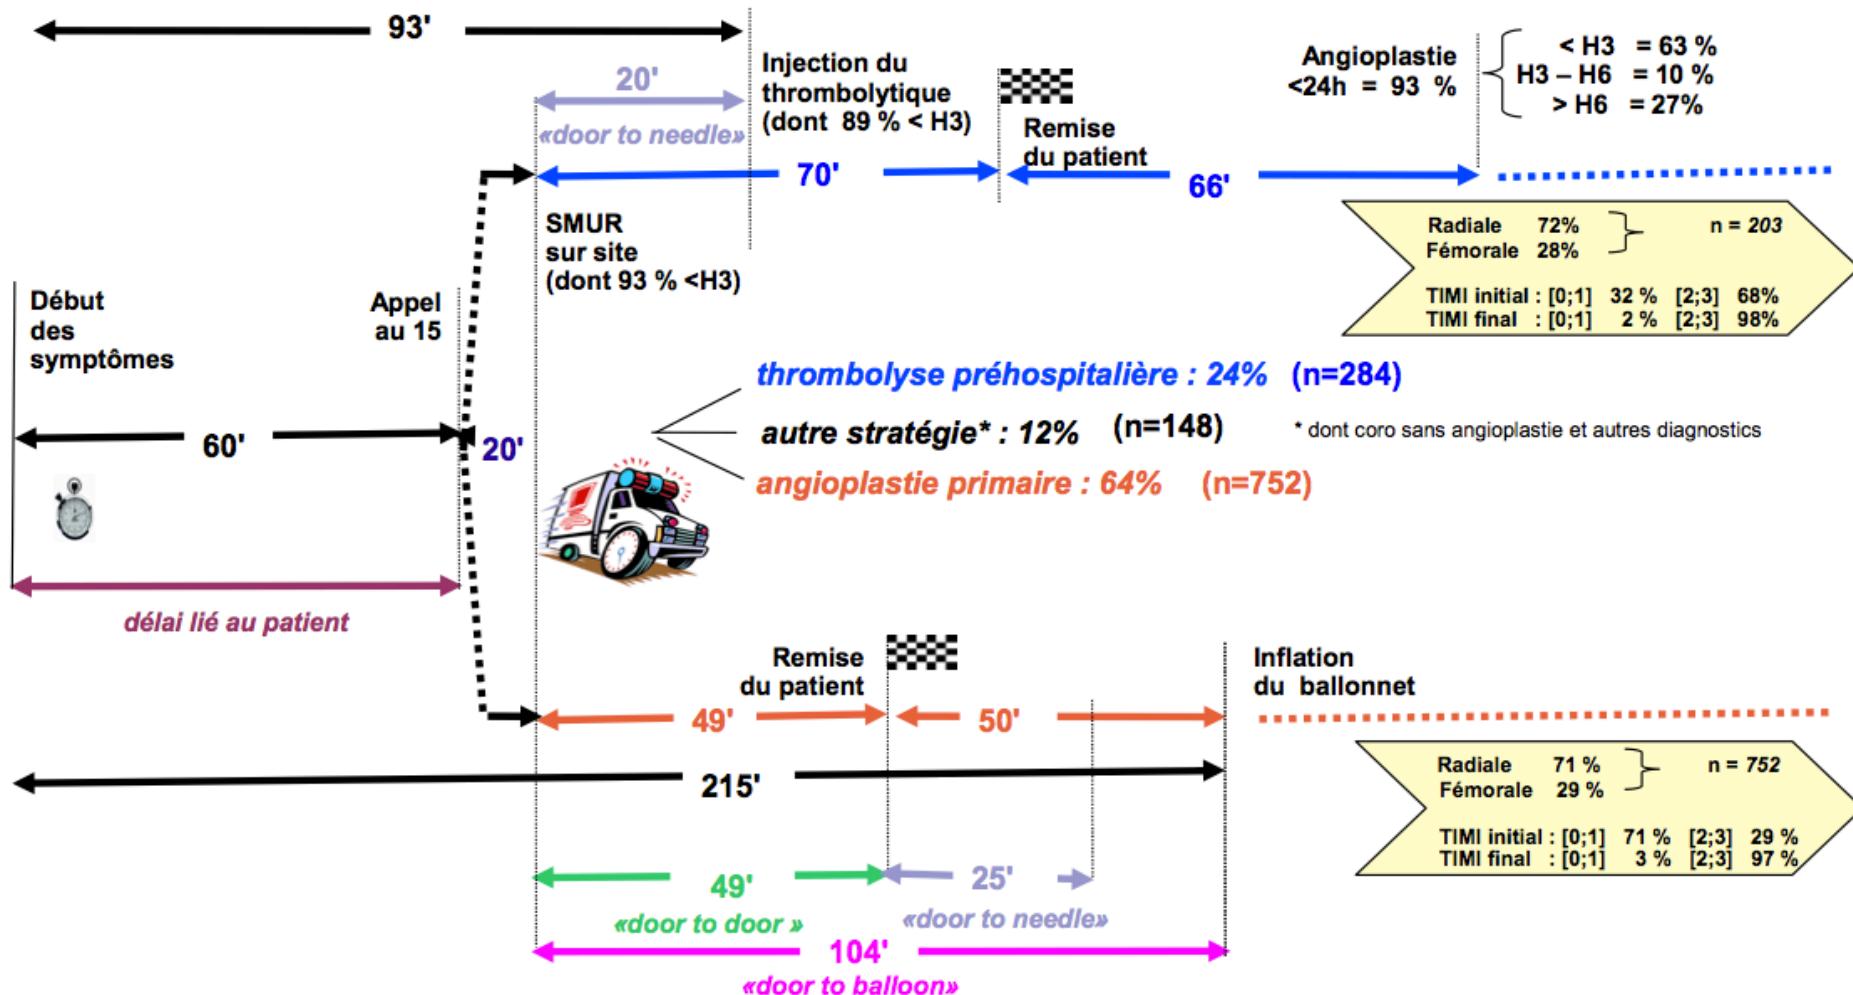 93'
20'
«door to needle»
Injection du
thrombolytique
(dont 89 % < H3)
Remise
du patient
Angioplastie
<24h = 93 %
< H3 = 63 %
H3 – H6 = 10 %
> H6 = 27%
70'
66'
SMUR
sur site
(dont 93 % <H3)
Radiale 72%
Fémorale 28%
n = 203
TIMI initial : [0;1] 32 % [2;3] 68%
TIMI final : [0;1] 2 % [2;3] 98%
Début
des
symptômes
Appel
au 15
60'
20'
thrombolyse préhospitalière : 24% (n=284)
autre stratégie* : 12% (n=148)
* dont coro sans angioplastie et autres diagnostics
angioplastie primaire : 64% (n=752)
délai lié au patient
Remise
du patient
Inflation
du ballonnet
49'
50'
215'
Radiale 71 %
Fémorale 29 %
n = 752
TIMI initial : [0;1] 71 % [2;3] 29 %
TIMI final : [0;1] 3 % [2;3] 97 %
49'
«door to door »
25'
«door to needle»
104'
«door to balloon»